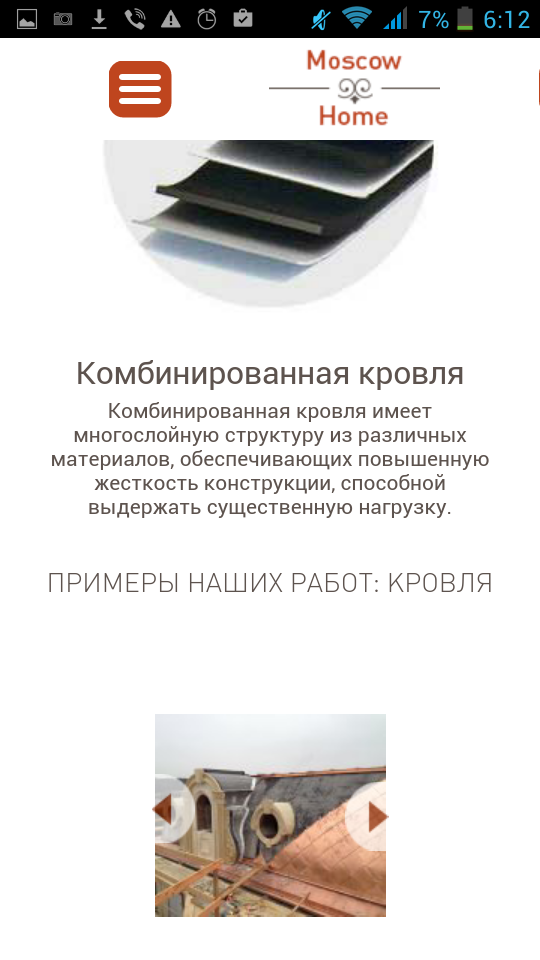 7% 6:12
Moscow
Home
Комбинированная кровля
Комбинированная кровля имеет
многослойную структуру из различных
материалов, обеспечивающих повышенную
жесткость конструкции, способной
выдержать существенную нагрузку.
ПРИМЕРЫ НАШИХ РАБОТ: КРОВЛЯ